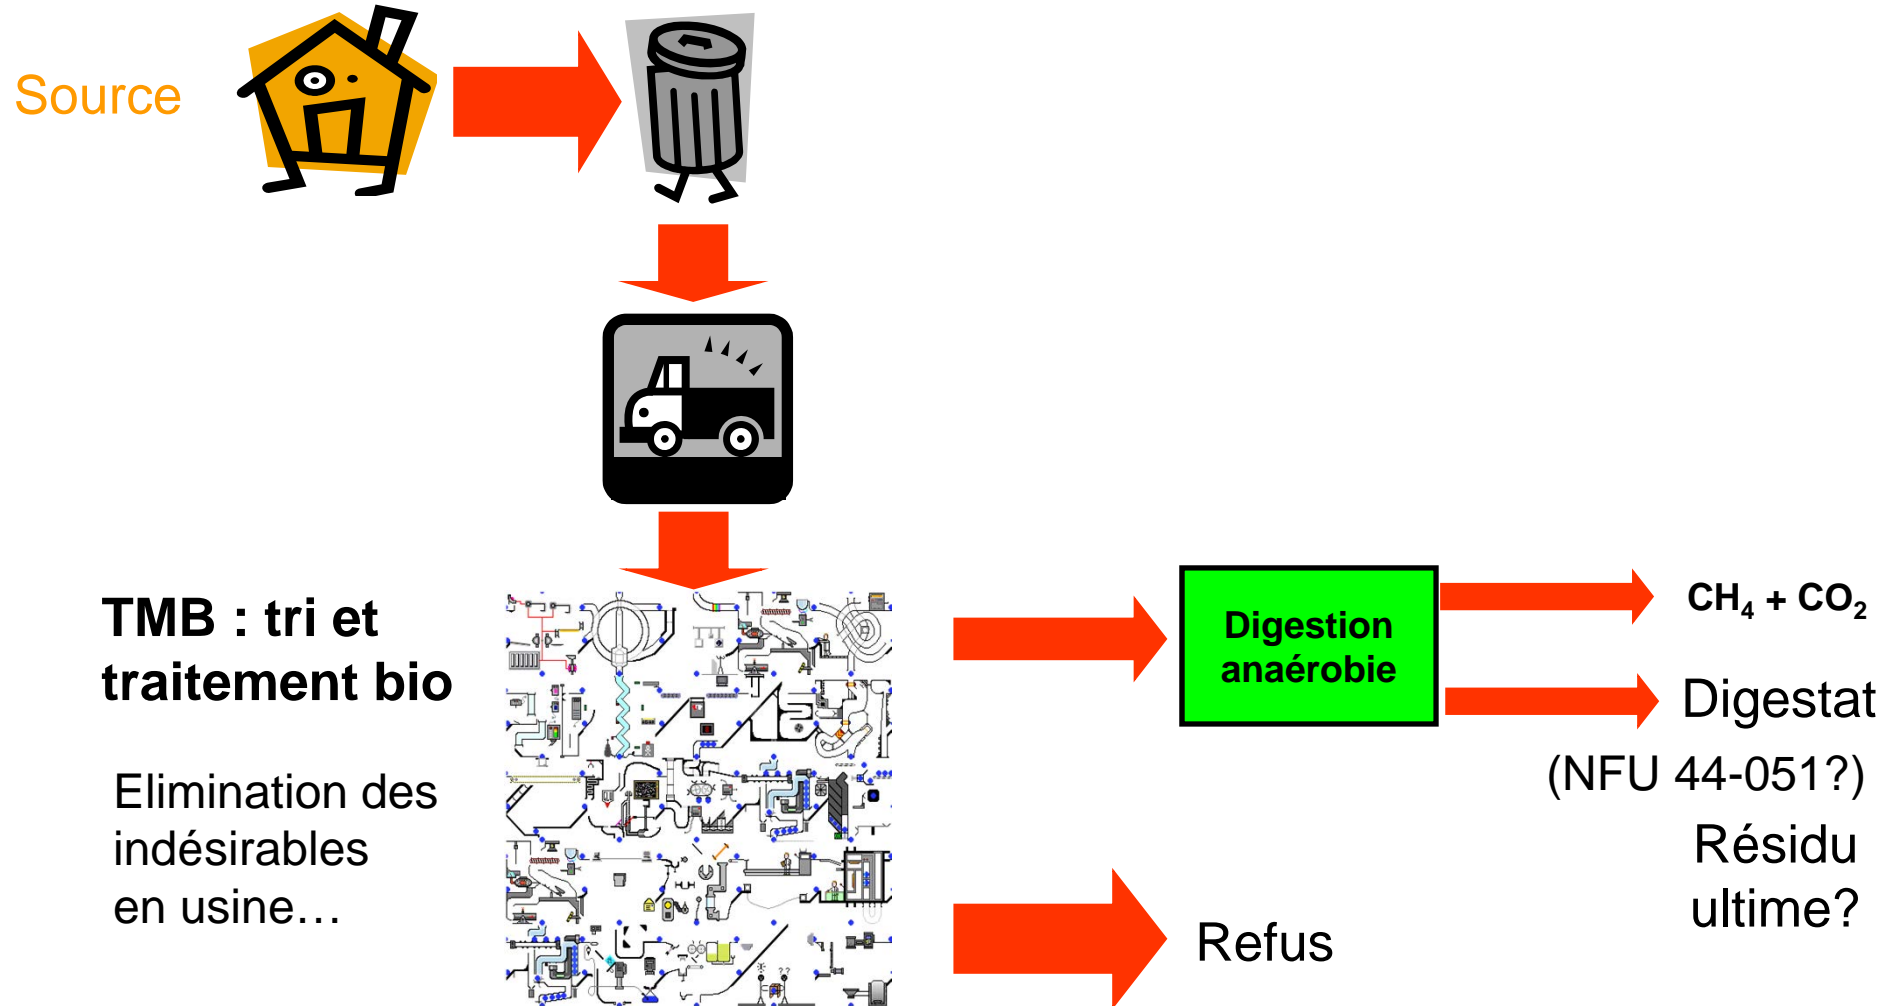 Source
TMB : tri et
traitement bio
Elimination des
indésirables
en usine…
Digestion
anaérobie
CH₄ + CO₂
Digestat
(NFU 44-051?)
Résidu
ultime?
Refus